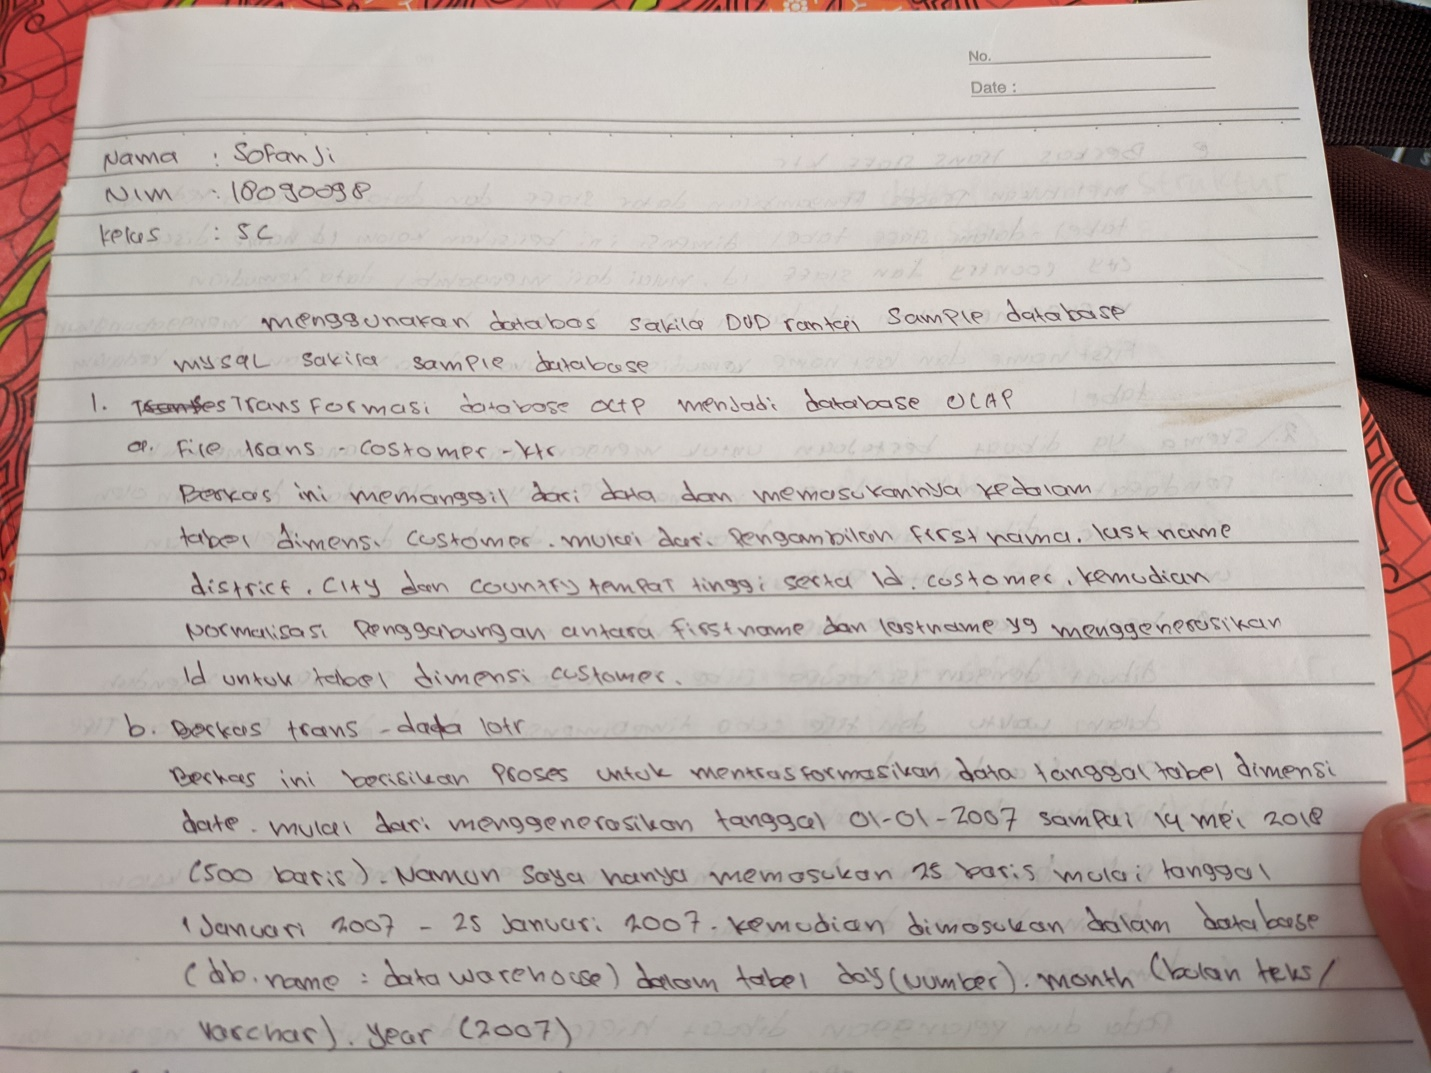 No.
Date :
Nama : Sofanji
Nim : 18090098
kelas : 5C
menggunakan databas sakila DVD rantai Sample database
mysql sakira sample database
1. Transformasi database OLTP menjadi database OLAP
a. File trans - Costomer - ktr
Berkas ini memanggil dari data dan memasukannya kedalam
tabel dimensi customer. mulai dari pengambilan first nama, last name
district, City dan country tempat tinggi serta Id. customer, kemudian
Normalisasi Penggabungan antara firstname dan lastname yg menggenerasikan
Id untuk tabel dimensi customer.
b. Berkas trans - data lotr
Berkas ini berisikan Proses untuk mentrasformasikan data tanggal tabel dimensi
date. mulai dari menggenerasikan tanggal 01-01-2007 sampai 14 mei 2018
(500 baris). Namun saya hanya memasukan 25 baris mulai tanggal
1 Januari 2007 - 25 Januari 2007. kemudian dimasukan dalam database
(db.name : data warehouse) dalam tabel day (number). month (bulan teks/
varchar). year (2007)